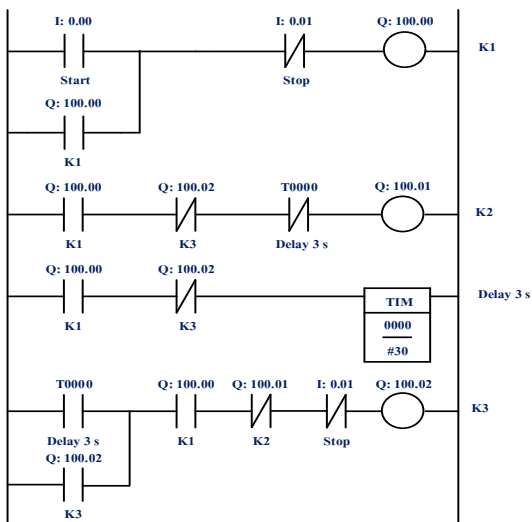 I: 0.00 I: 0.01 Q: 100.00
K1
Start Stop
Q: 100.00
K1
Q: 100.00 Q: 100.02 T0000 Q: 100.01
K2
K1 K3 Delay 3 s
Q: 100.00 Q: 100.02
TIM Delay 3 s
K1 K3
0000
#30
T0000 Q: 100.00 Q: 100.01 I: 0.01 Q: 100.02
K3
Delay 3 s K1 K2 Stop
Q: 100.02
K3